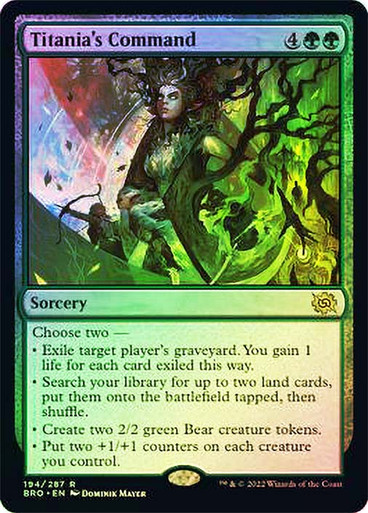 Titania's Command 4
Sorcery
Choose two —
• Exile target player's graveyard. You gain 1
life for each card exiled this way.
• Search your library for up to two land cards,
put them onto the battlefield tapped, then
shuffle.
• Create two 2/2 green Bear creature tokens.
• Put two +1/+1 counters on each creature
you control.
194/287 R
BRO • EN Dominik Mayer
™ & © 2022 Wizards of the Coast